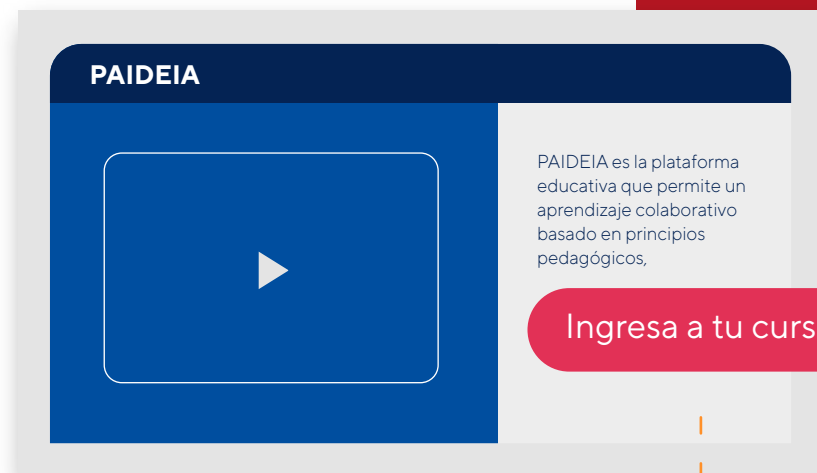 PAIDEIA
PAIDEIA es la plataforma
educativa que permite un
aprendizaje colaborativo
basado en principios
pedagógicos,
Ingresa a tu curs